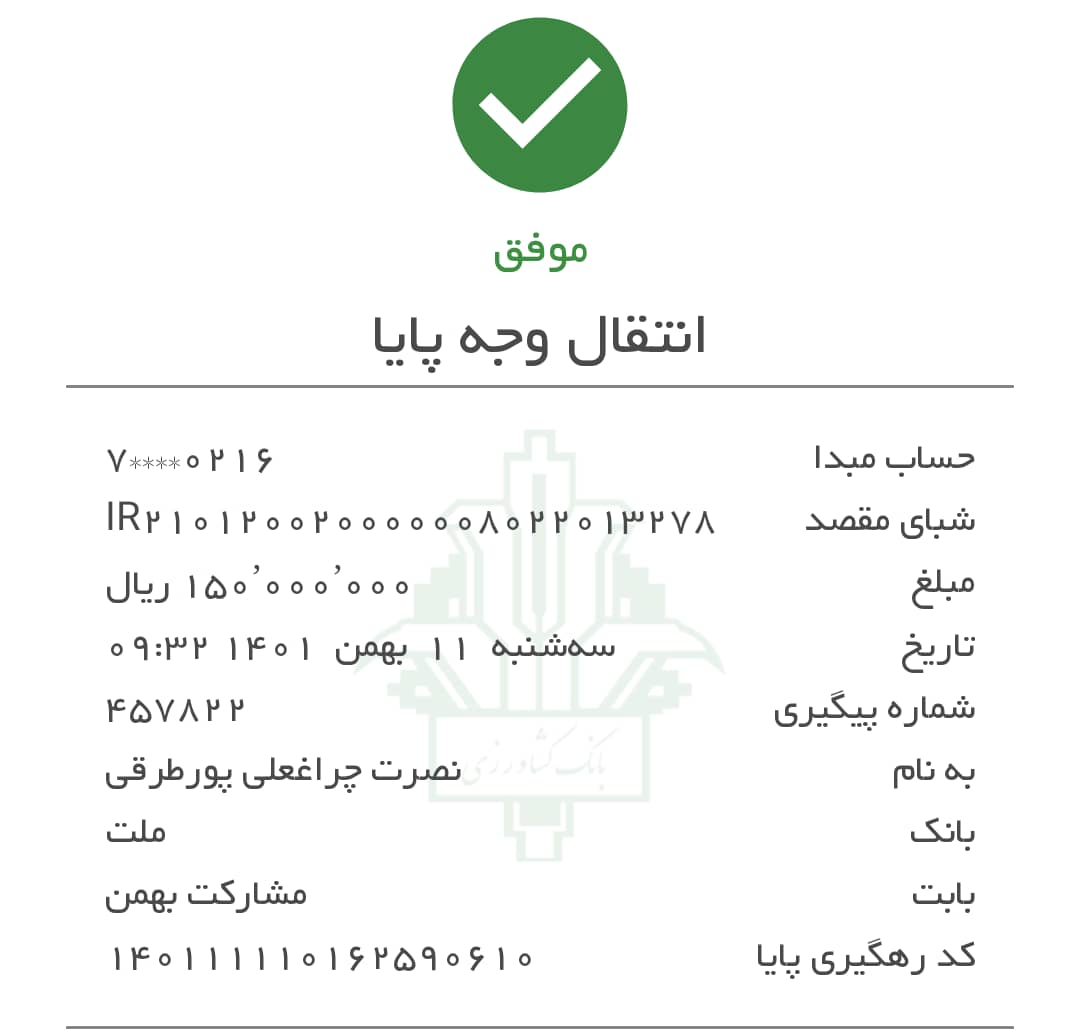 موفق
انتقال وجه پایا
حساب مبدا ۷****۰۲۱۶
شبای مقصد IR۲۱۰۱۲۰۰۲۰۰۰۰۰۰۸۰۲۲۰۱۳۲۷۸
مبلغ ۱۵۰٬۰۰۰٬۰۰۰ ریال
تاریخ سه‌شنبه ۱۱ بهمن ۱۴۰۱ ۰۹:۳۲
شماره پیگیری ۴۵۷۸۲۲
به نام نصرت چراغعلی پورطرقی
بانک ملت
بابت مشارکت بهمن
کد رهگیری پایا ۱۴۰۱۱۱۱۱۰۱۶۲۵۹۰۶۱۰
بانک کشاورزی